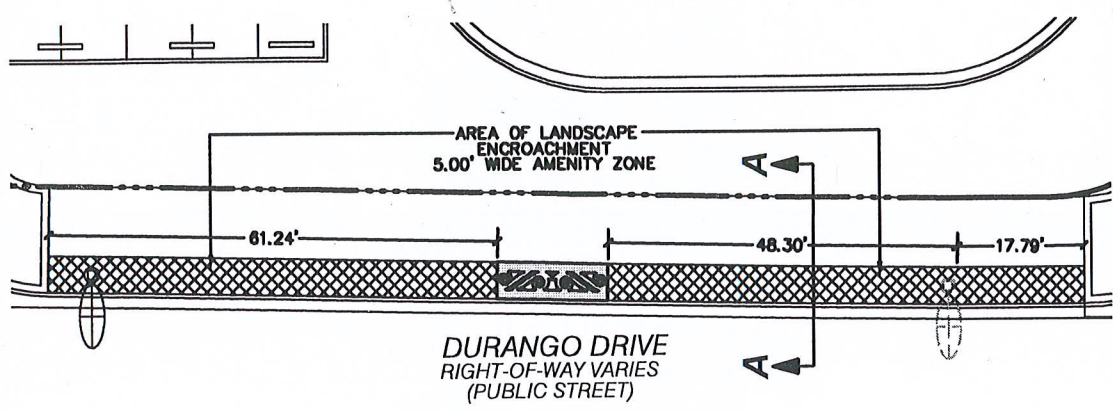 AREA OF LANDSCAPE
ENCROACHMENT
5.00' WIDE AMENITY ZONE
A
61.24'
48.30'
17.79'
DURANGO DRIVE
RIGHT-OF-WAY VARIES
(PUBLIC STREET)
A